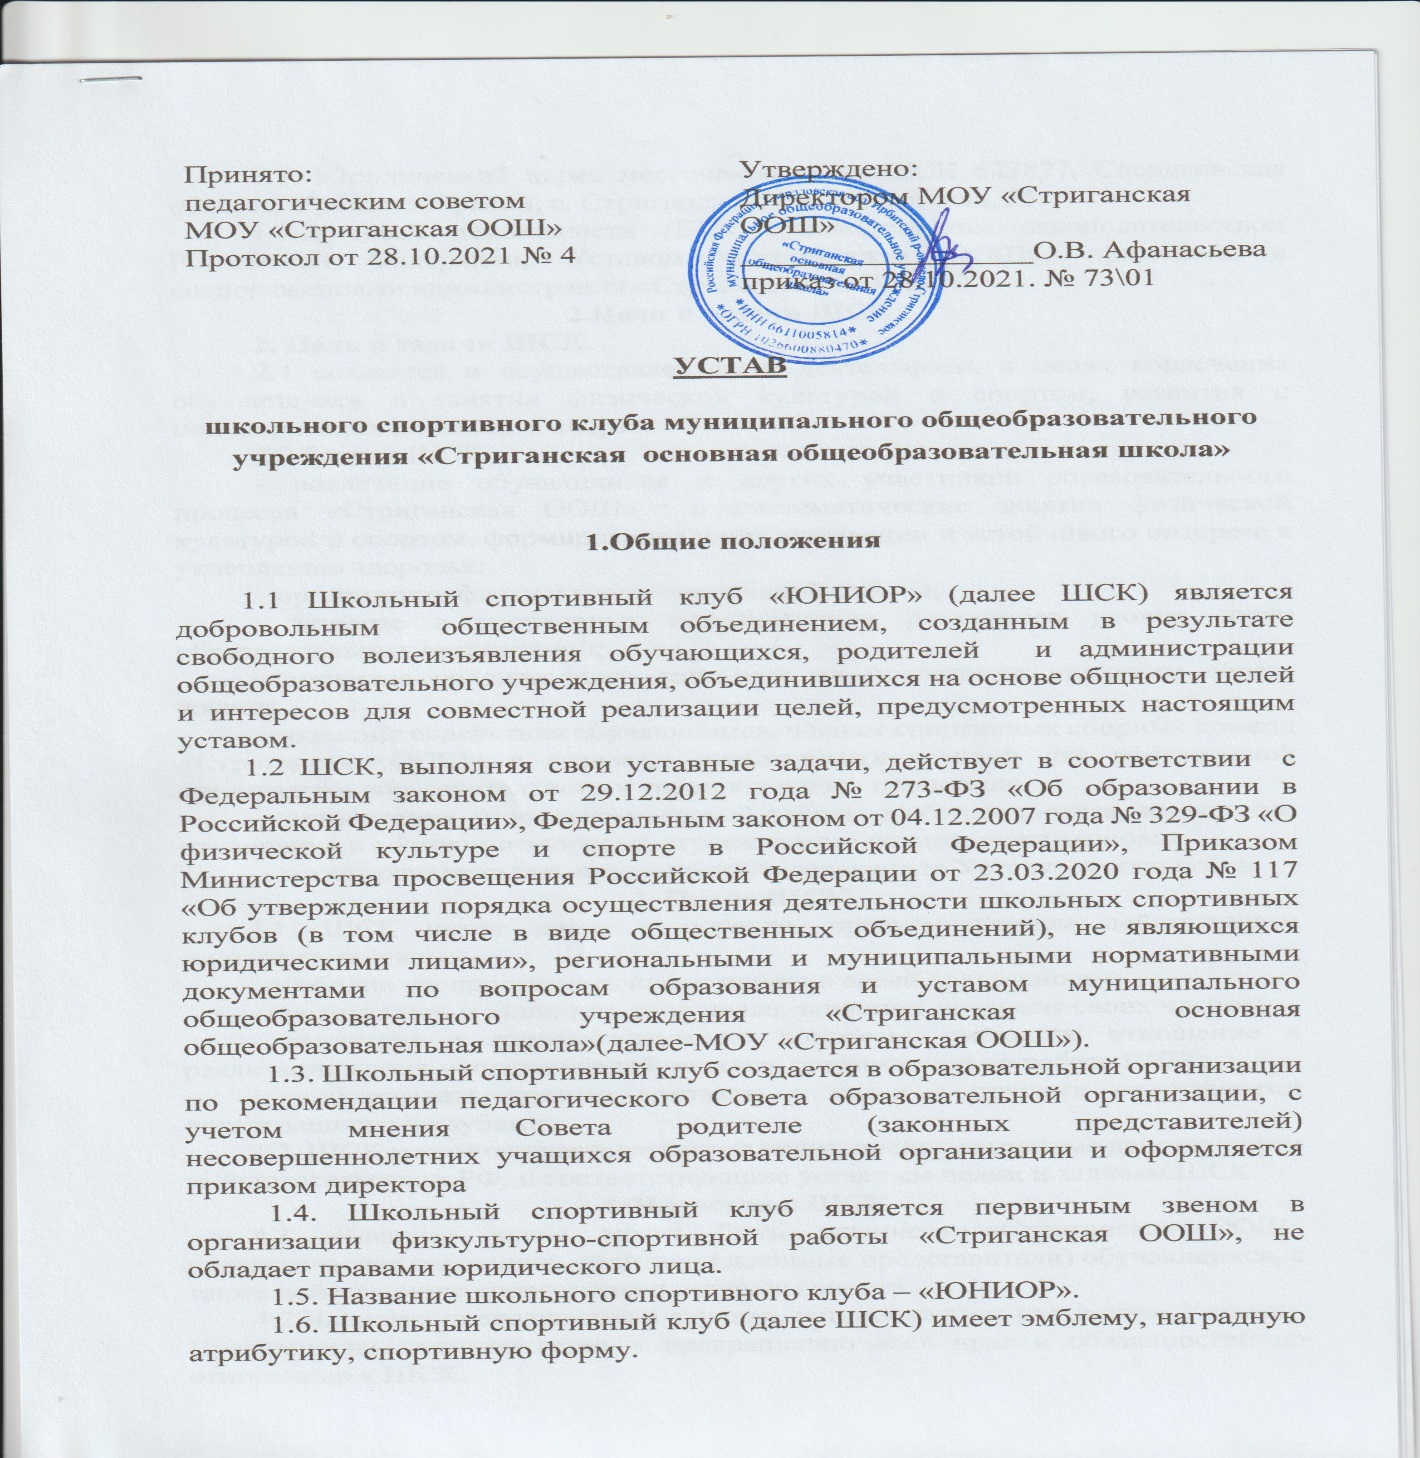 Принято:
педагогическим советом
МОУ «Стриганская ООШ»
Протокол от 28.10.2021 № 4
Утверждено:
Директором МОУ «Стриганская
ООШ»
О.В. Афанасьева
приказ от 28 10.2021. № 73\01
«Стриганская
основная
общеобразовательная
школа»
муниципальное общеобразовательное учреждение
*ИНН 6611005814*
*ОГРН 1026600880470*
УСТАВ
школьного спортивного клуба муниципального общеобразовательного
учреждения «Стриганская основная общеобразовательная школа»
1.Общие положения
1.1 Школьный спортивный клуб «ЮНИОР» (далее ШСК) является
добровольным общественным объединением, созданным в результате
свободного волеизъявления обучающихся, родителей и администрации
общеобразовательного учреждения, объединившихся на основе общности целей
и интересов для совместной реализации целей, предусмотренных настоящим
уставом.
1.2 ШСК, выполняя свои уставные задачи, действует в соответствии с
Федеральным законом от 29.12.2012 года № 273-ФЗ «Об образовании в
Российской Федерации», Федеральным законом от 04.12.2007 года № 329-ФЗ «О
физической культуре и спорте в Российской Федерации», Приказом
Министерства просвещения Российской Федерации от 23.03.2020 года № 117
«Об утверждении порядка осуществления деятельности школьных спортивных
клубов (в том числе в виде общественных объединений), не являющихся
юридическими лицами», региональными и муниципальными нормативными
документами по вопросам образования и уставом муниципального
общеобразовательного учреждения «Стриганская основная
общеобразовательная школа»(далее-МОУ «Стриганская ООШ»).
1.3. Школьный спортивный клуб создается в образовательной организации
по рекомендации педагогического Совета образовательной организации, с
учетом мнения Совета родителе (законных представителей)
несовершеннолетних учащихся образовательной организации и оформляется
приказом директора
1.4. Школьный спортивный клуб является первичным звеном в
организации физкультурно-спортивной работы «Стриганская ООШ», не
обладает правами юридического лица.
1.5. Название школьного спортивного клуба – «ЮНИОР».
1.6. Школьный спортивный клуб (далее ШСК) имеет эмблему, наградную
атрибутику, спортивную форму.